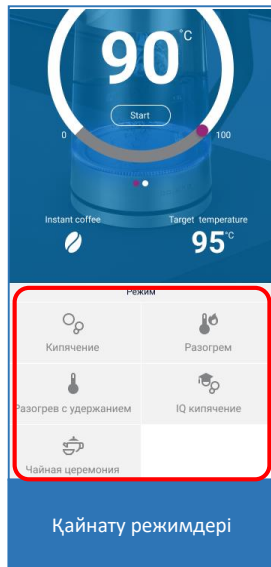 90 °C
Start
0 100
Instant coffee Target temperature
95 °C
Режим
Кипячение Разогрем
Разогрев с удержанием IQ кипячение
Чайная церемония
Қайнату режимдері